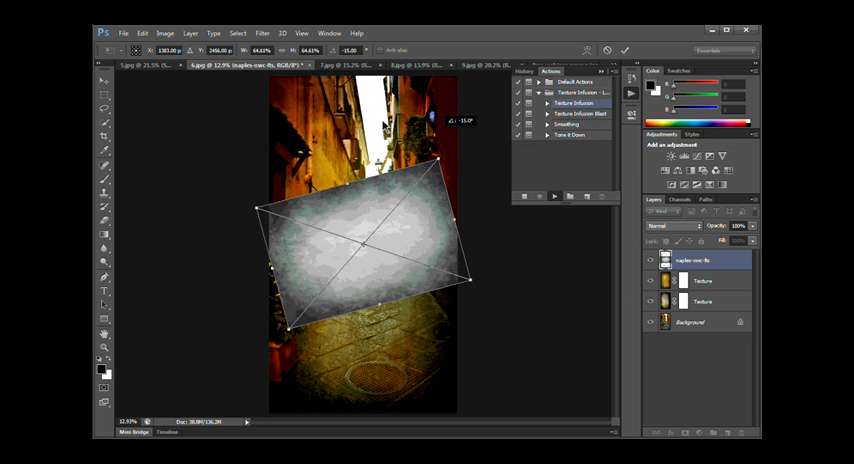 Ps File Edit Image Layer Type Select Filter 3D View Window Help
X: 1383.00 p Y: 2456.00 p W: 64.61% H: 64.61% -15.00 ° Anti-alias Essentials
5.jpg @ 21.5% (S... × 6.jpg @ 12.9% (naples-owc-lts, RGB/8*) * × 7.jpg @ 15.2% (R... × 8.jpg @ 13.9% (R... × 9.jpg @ 20.2% (R...
History Actions
Default Actions
Texture Infusion - L...
Texture Infusion
Texture Infusion Blast
Smoothing
Tone it Down
-15.0°
Color Swatches
R
G
B
Adjustments Styles
Add an adjustment
Layers Channels Paths
Kind
Normal Opacity: 100%
Lock: Fill: 100%
naples-owc-lts
Texture
Texture
Background
12.93% Doc: 38.8M/136.2M
Mini Bridge Timeline